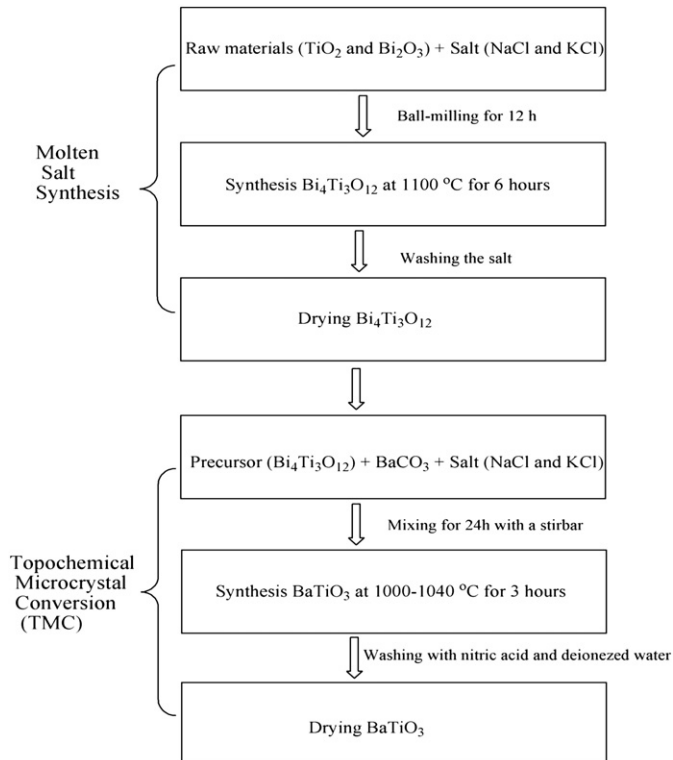 Raw materials (TiO₂ and Bi₂O₃) + Salt (NaCl and KCl)
Ball-milling for 12 h
Molten
Salt
Synthesis
Synthesis Bi₄Ti₃O₁₂ at 1100 °C for 6 hours
Washing the salt
Drying Bi₄Ti₃O₁₂
Precursor (Bi₄Ti₃O₁₂) + BaCO₃ + Salt (NaCl and KCl)
Mixing for 24h with a stirbar
Topochemical
Microcrystal
Conversion
(TMC)
Synthesis BaTiO₃ at 1000-1040 °C for 3 hours
Washing with nitric acid and deionezed water
Drying BaTiO₃